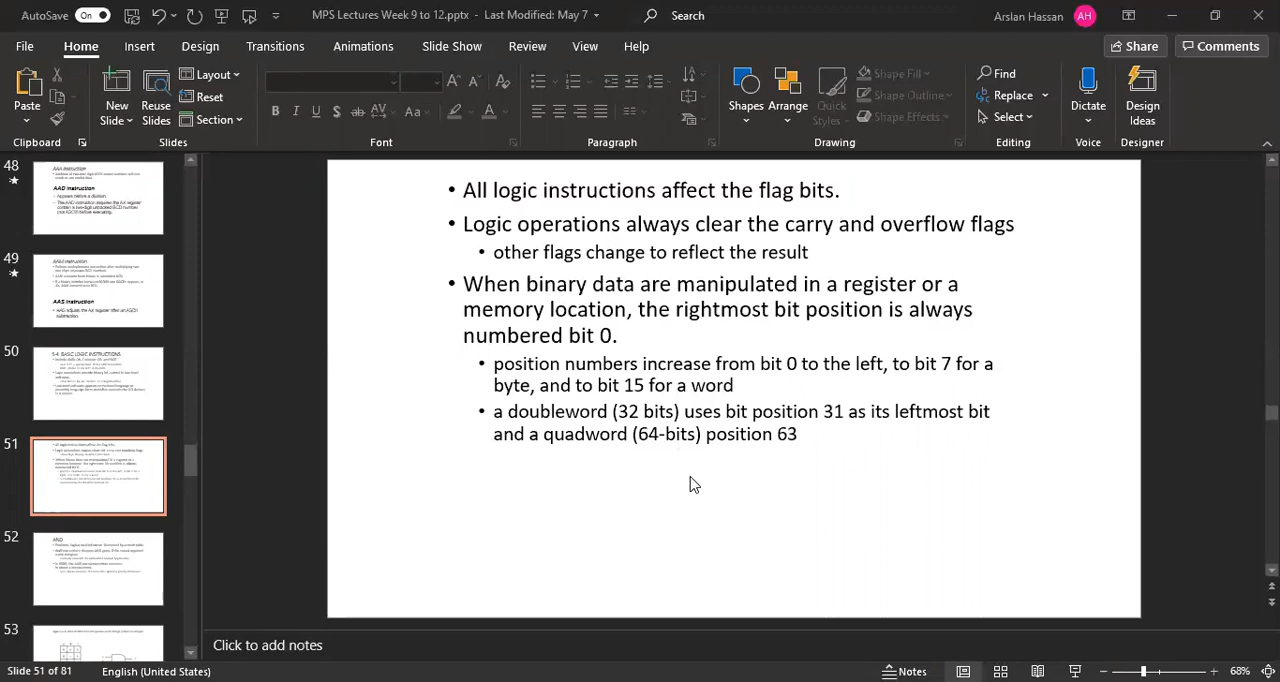 AutoSave On MPS Lectures Week 9 to 12.pptx - Last Modified: May 7 Search Arslan Hassan AH
File Home Insert Design Transitions Animations Slide Show Review View Help Share Comments
Paste New Slide Reuse Slides Layout Reset Section Shapes Arrange Quick Styles Shape Fill Shape Outline Shape Effects Find Replace Select Dictate Design Ideas
Clipboard Slides Font Paragraph Drawing Editing Voice Designer
48
49
50
51
52
53
• All logic instructions affect the flag bits.
• Logic operations always clear the carry and overflow flags
• other flags change to reflect the result
• When binary data are manipulated in a register or a
memory location, the rightmost bit position is always
numbered bit 0.
• position numbers increase from bit 0 to the left, to bit 7 for a
byte, and to bit 15 for a word
• a doubleword (32 bits) uses bit position 31 as its leftmost bit
and a quadword (64-bits) position 63
Click to add notes
Slide 51 of 81 English (United States) Notes 68%